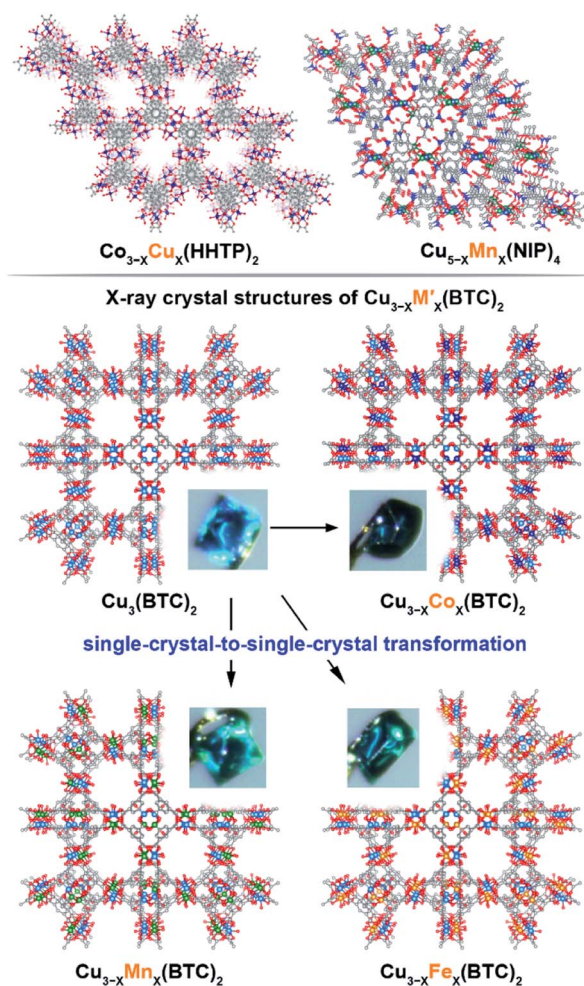 Co₃₋ₓCuₓ(HHTP)₂
Cu₅₋ₓMnₓ(NIP)₄
X-ray crystal structures of Cu₃₋ₓM′ₓ(BTC)₂
Cu₃(BTC)₂
Cu₃₋ₓCoₓ(BTC)₂
single-crystal-to-single-crystal transformation
Cu₃₋ₓMnₓ(BTC)₂
Cu₃₋ₓFeₓ(BTC)₂